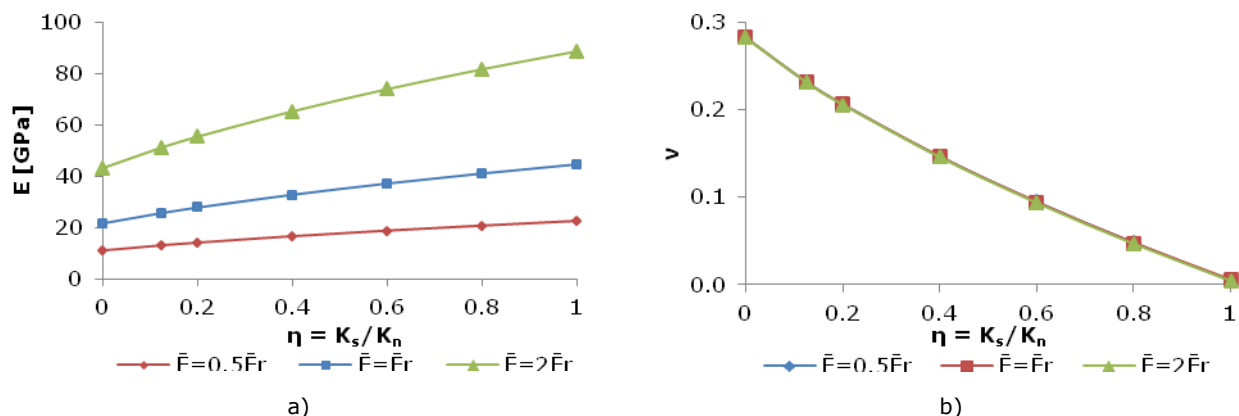 100
80
60
40
20
0
E [GPa]
0 0.2 0.4 0.6 0.8 1
η = Ks/Kn
F̄=0.5F̄r F̄=F̄r F̄=2F̄r
a)
0.3
0.2
0.1
0.0
ν
0 0.2 0.4 0.6 0.8 1
η = Ks/Kn
F̄=0.5F̄r F̄=F̄r F̄=2F̄r
b)